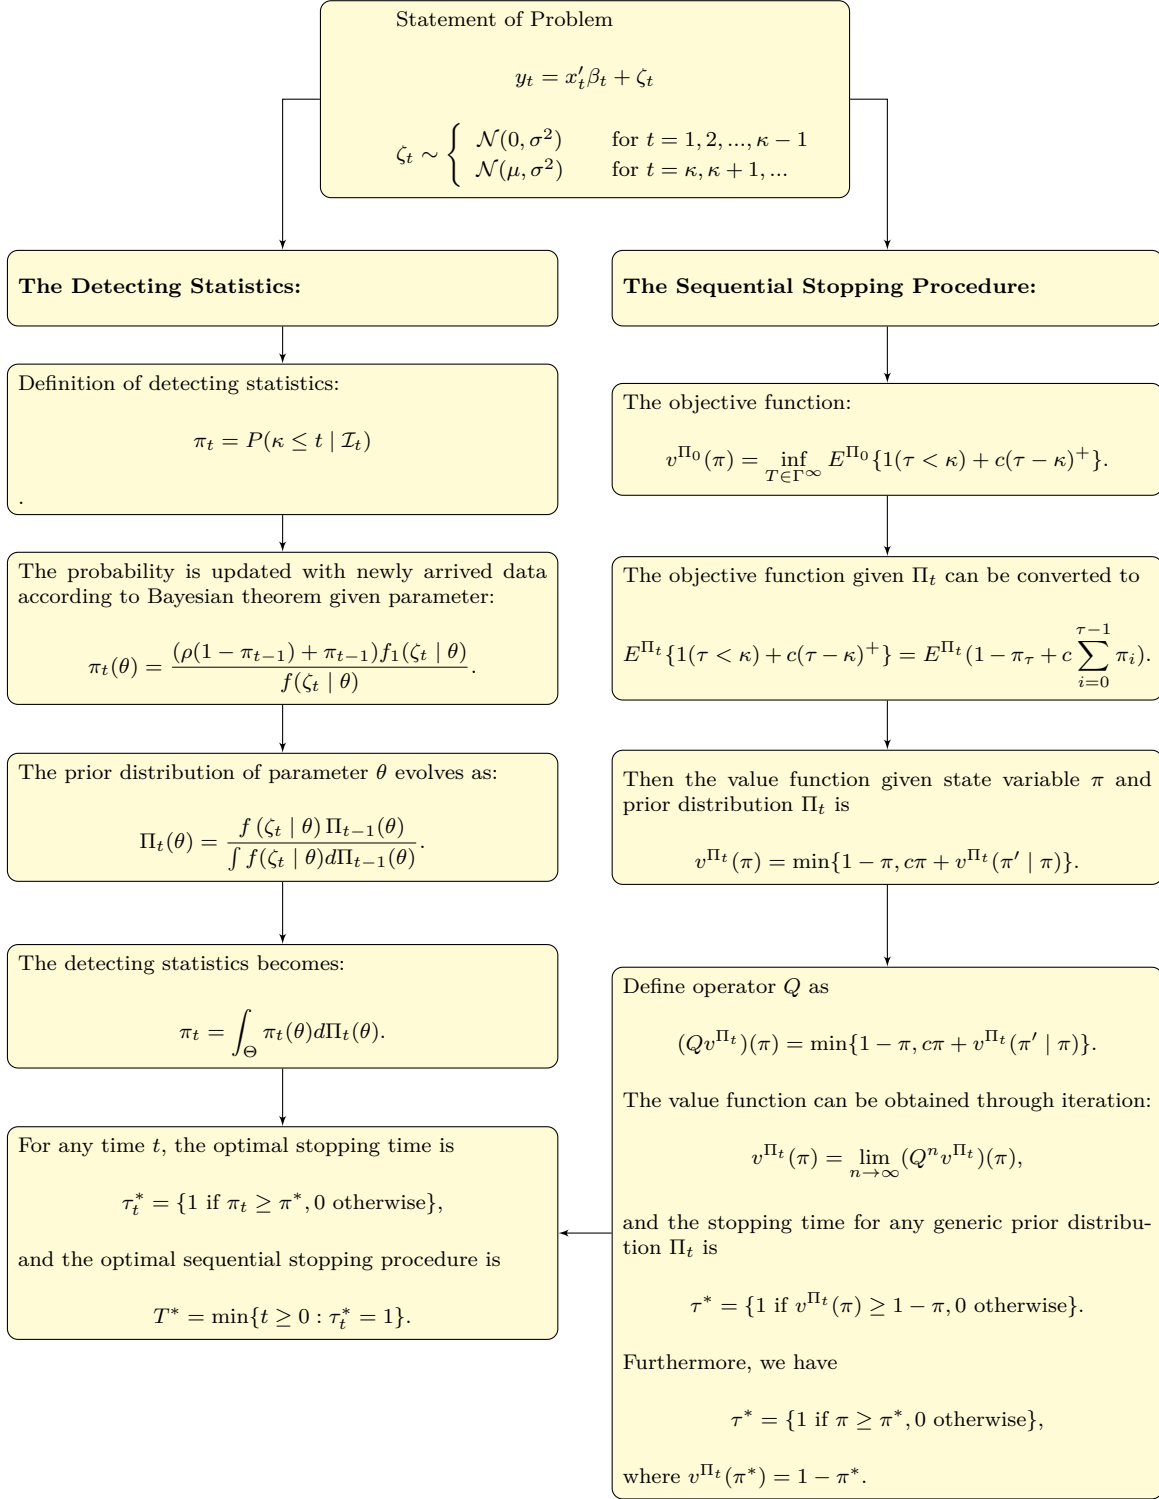 Statement of Problem
y_t = x'_t β_t + ζ_t
ζ_t ∼ { 𝒩(0, σ²) for t = 1, 2, ..., κ − 1
𝒩(μ, σ²) for t = κ, κ + 1, ...
The Detecting Statistics:
Definition of detecting statistics:
π_t = P(κ ≤ t | ℐ_t)
.
The probability is updated with newly arrived data
according to Bayesian theorem given parameter:
π_t(θ) = \frac{(ρ(1 − π_{t−1}) + π_{t−1})f_1(ζ_t | θ)}{f(ζ_t | θ)}.
The prior distribution of parameter θ evolves as:
Π_t(θ) = \frac{f (ζ_t | θ) Π_{t−1}(θ)}{∫ f(ζ_t | θ)dΠ_{t−1}(θ)}.
The detecting statistics becomes:
π_t = ∫_Θ π_t(θ)dΠ_t(θ).
For any time t, the optimal stopping time is
τ*_t = {1 if π_t ≥ π*, 0 otherwise},
and the optimal sequential stopping procedure is
T* = min{t ≥ 0 : τ*_t = 1}.
The Sequential Stopping Procedure:
The objective function:
v^{Π_0}(π) = inf_{T∈Γ^∞} E^{Π_0}{1(τ < κ) + c(τ − κ)^+}.
The objective function given Π_t can be converted to
E^{Π_t}{1(τ < κ) + c(τ − κ)^+} = E^{Π_t}(1 − π_τ + c ∑_{i=0}^{τ−1} π_i).
Then the value function given state variable π and
prior distribution Π_t is
v^{Π_t}(π) = min{1 − π, cπ + v^{Π_t}(π' | π)}.
Define operator Q as
(Qv^{Π_t})(π) = min{1 − π, cπ + v^{Π_t}(π' | π)}.
The value function can be obtained through iteration:
v^{Π_t}(π) = lim_{n→∞}(Q^n v^{Π_t})(π),
and the stopping time for any generic prior distribu-
tion Π_t is
τ* = {1 if v^{Π_t}(π) ≥ 1 − π, 0 otherwise}.
Furthermore, we have
τ* = {1 if π ≥ π*, 0 otherwise},
where v^{Π_t}(π*) = 1 − π*.